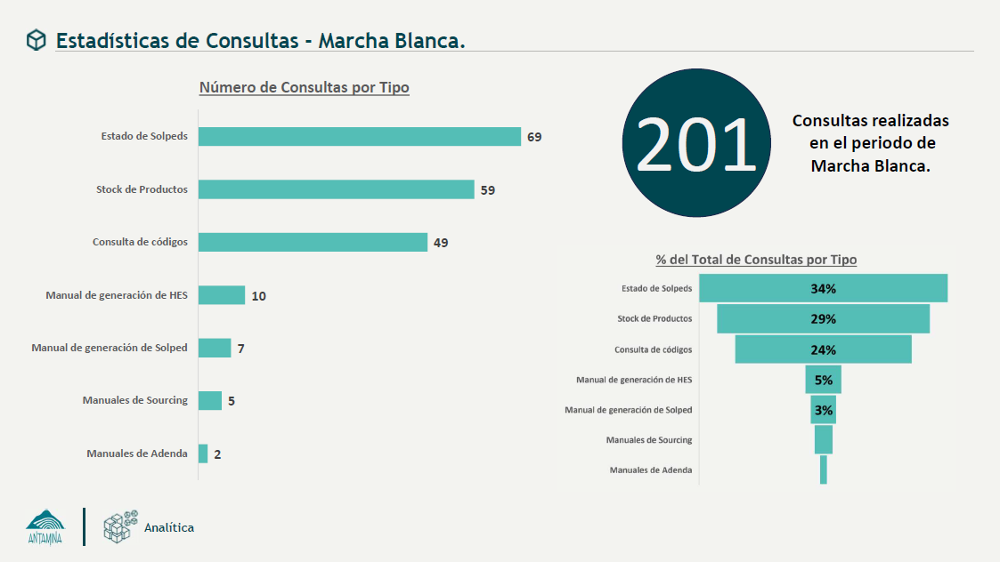 Estadísticas de Consultas - Marcha Blanca.
Número de Consultas por Tipo
Estado de Solpeds 69
Stock de Productos 59
Consulta de códigos 49
Manual de generación de HES 10
Manual de generación de Solped 7
Manuales de Sourcing 5
Manuales de Adenda 2
201
Consultas realizadas
en el periodo de
Marcha Blanca.
% del Total de Consultas por Tipo
Estado de Solpeds 34%
Stock de Productos 29%
Consulta de códigos 24%
Manual de generación de HES 5%
Manual de generación de Solped 3%
Manuales de Sourcing
Manuales de Adenda
ANTAMINA
Analítica